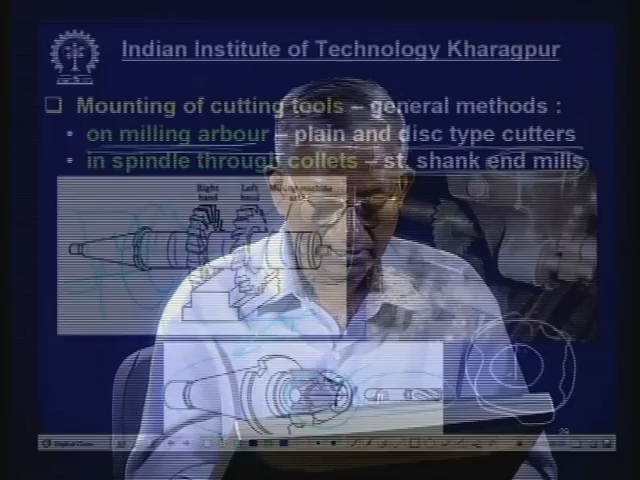 Indian Institute of Technology Kharagpur
Mounting of cutting tools – general methods :
• on milling arbour – plain and disc type cutters
• in spindle through collets – st. shank end mills
Right Left
hand hand